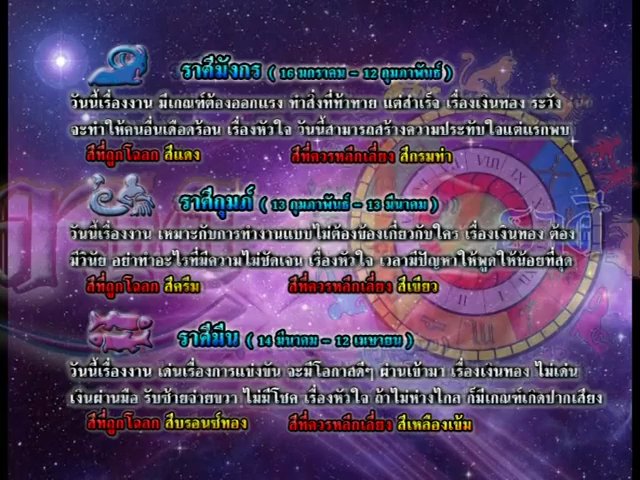 ราศีมังกร ( 16 มกราคม - 12 กุมภาพันธ์ )
วันนี้เรื่องงาน มีเกณฑ์ต้องออกแรง ทำสิ่งที่ท้าทาย แต่สำเร็จ เรื่องเงินทอง ระวัง
จะทำให้คนอื่นเดือดร้อน เรื่องหัวใจ วันนี้สามารถสร้างความประทับใจแต่แรกพบ
สีที่ถูกโฉลก สีแดง สีที่ควรหลีกเลี่ยง สีกรมท่า
ราศีกุมภ์ ( 13 กุมภาพันธ์ - 13 มีนาคม )
วันนี้เรื่องงาน เหมาะกับการทำงานแบบไม่ต้องข้องเกี่ยวกับใคร เรื่องเงินทอง ต้อง
มีวินัย อย่าทำอะไรที่มีความไม่ชัดเจน เรื่องหัวใจ เวลามีปัญหาให้พูดให้น้อยที่สุด
สีที่ถูกโฉลก สีครีม สีที่ควรหลีกเลี่ยง สีเขียว
ราศีมีน ( 14 มีนาคม - 12 เมษายน )
วันนี้เรื่องงาน เด่นเรื่องการแข่งขัน จะมีโอกาสดีๆ ผ่านเข้ามา เรื่องเงินทอง ไม่เด่น
เงินผ่านมือ รับซ้ายจ่ายขวา ไม่มีโชค เรื่องหัวใจ ถ้าไม่ห่างไกล ก็มีเกณฑ์เกิดปากเสียง
สีที่ถูกโฉลก สีบรอนซ์ทอง สีที่ควรหลีกเลี่ยง สีเหลืองเข้ม